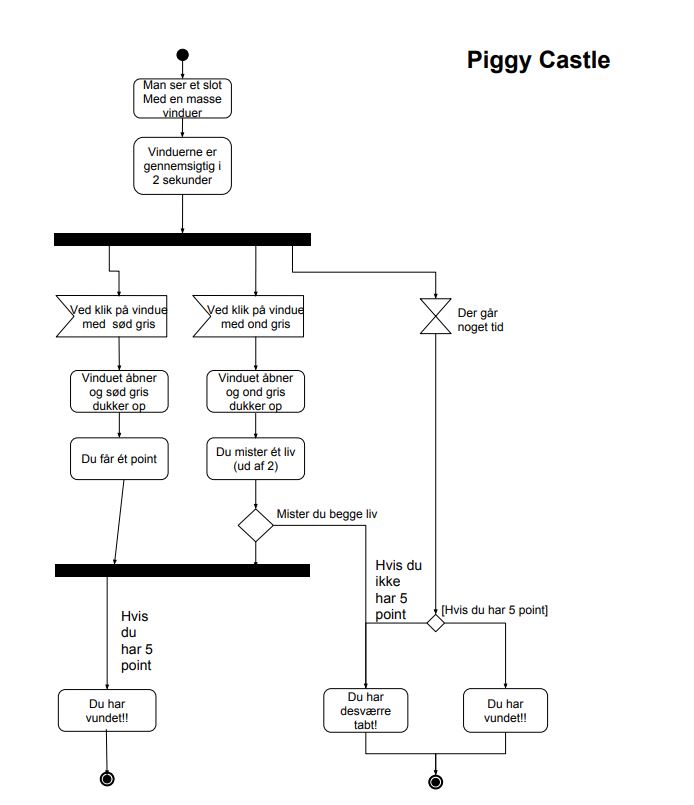 Piggy Castle
Man ser et slot
Med en masse
vinduer
Vinduerne er
gennemsigtig i
2 sekunder
Ved klik på vindue
med sød gris
Ved klik på vindue
med ond gris
Der går
noget tid
Vinduet åbner
og sød gris
dukker op
Vinduet åbner
og ond gris
dukker op
Du får ét point
Du mister ét liv
(ud af 2)
Mister du begge liv
Hvis du
ikke
har 5
point
[Hvis du har 5 point]
Hvis
du
har 5
point
Du har
vundet!!
Du har
desværre
tabt!
Du har
vundet!!